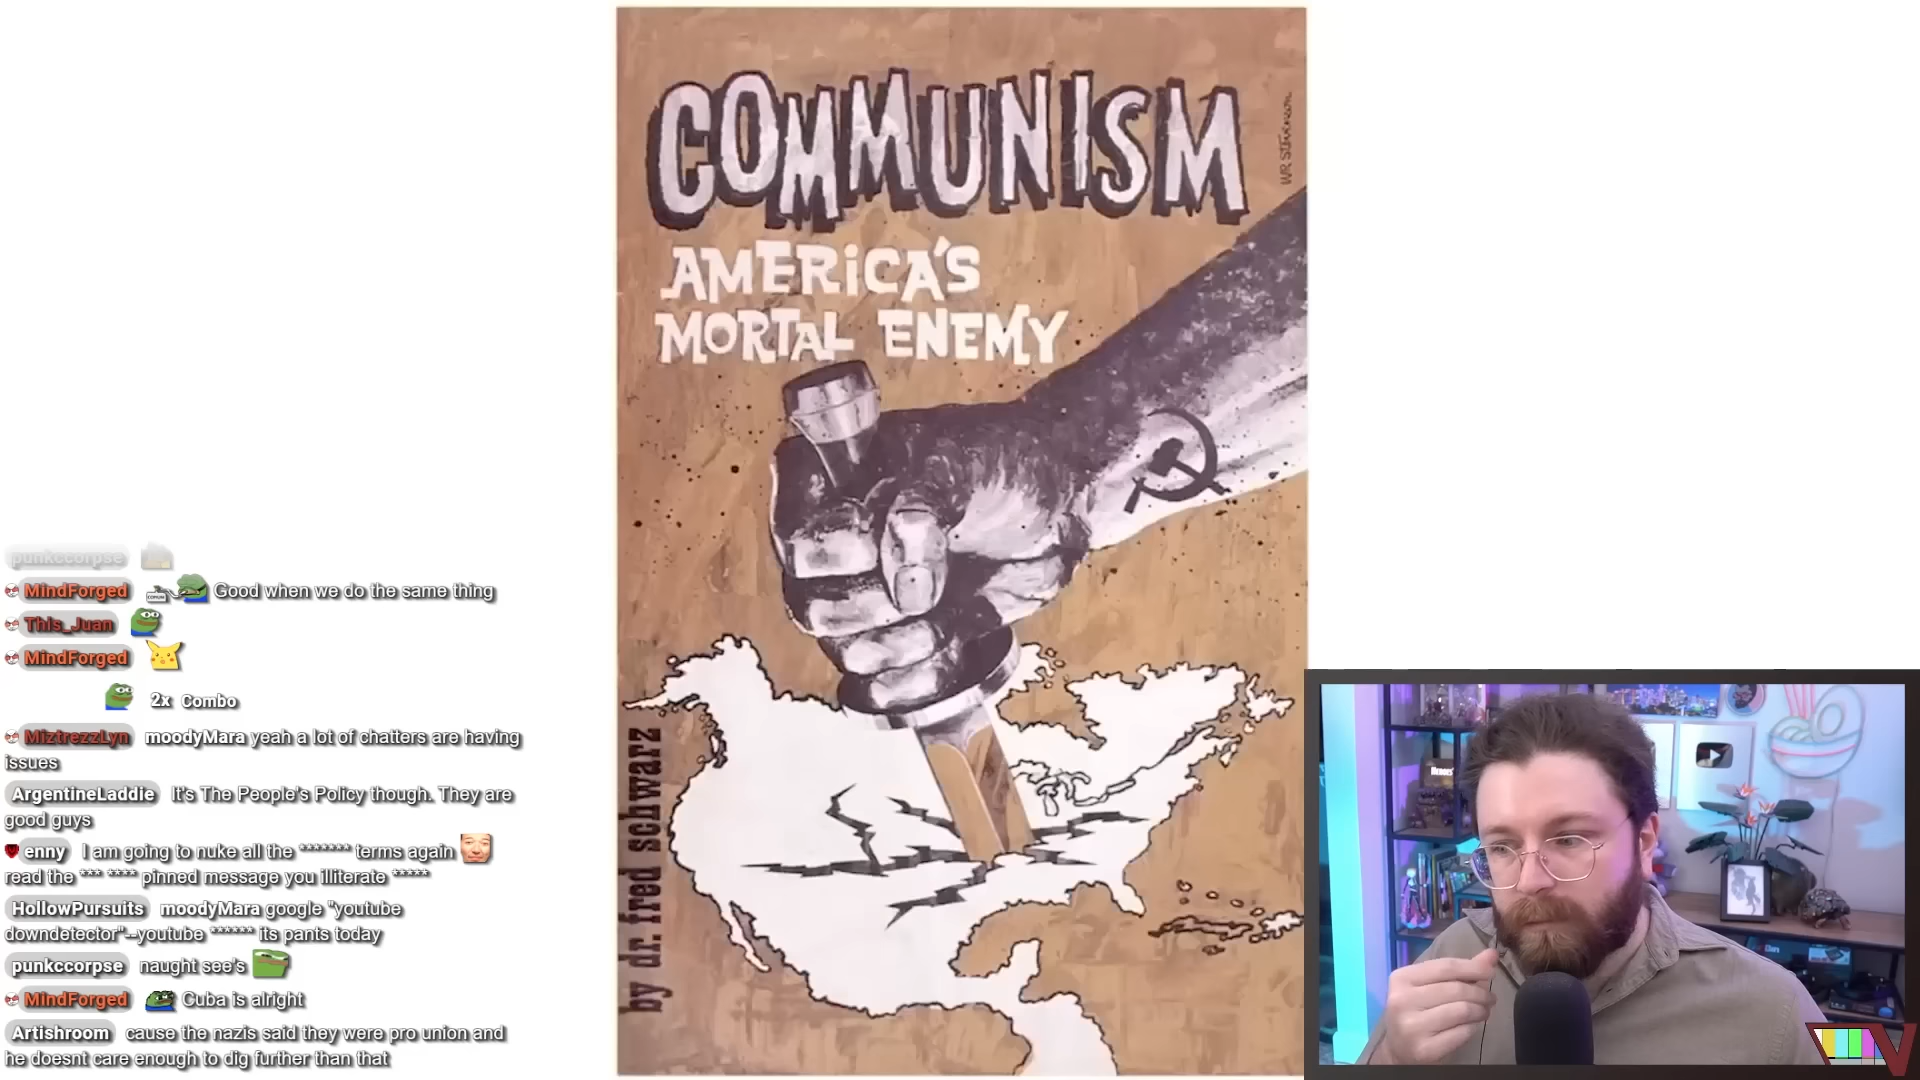 COMMUNISM
AMERICA'S
MORTAL ENEMY
by dr. fred schwarz
punkccorpse
MindForged Good when we do the same thing
This_Juan
MindForged
2x Combo
MiztrezzLyn moodyMara yeah a lot of chatters are having
issues
ArgentineLaddie It's The People's Policy though. They are
good guys
enny I am going to nuke all the ******* terms again
read the *** **** pinned message you illiterate *****
HollowPursuits moodyMara google "youtube
downdetector"--youtube ****** its pants today
punkccorpse naught see's
MindForged Cuba is alright
Artishroom cause the nazis said they were pro union and
he doesnt care enough to dig further than that